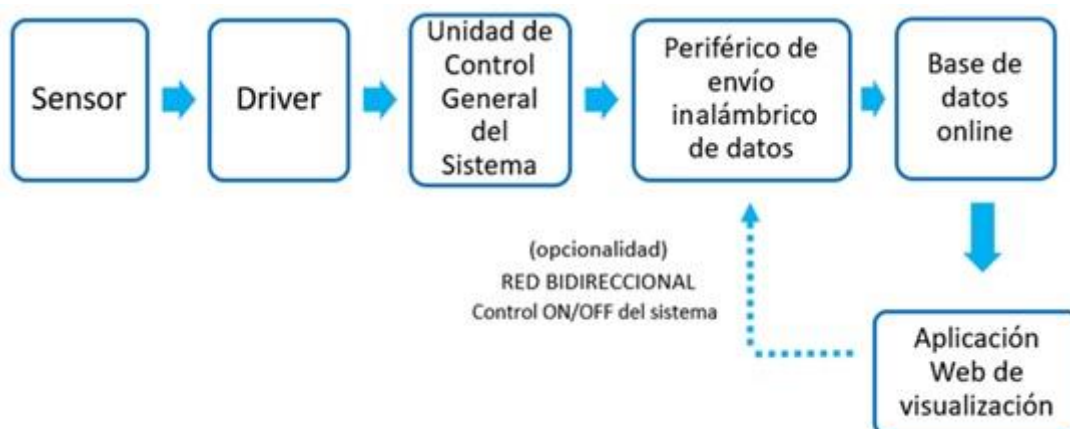 Sensor
Driver
Unidad de
Control
General
del
Sistema
Periférico de
envío
inalámbrico
de datos
Base de
datos
online
(opcionalidad)
RED BIDIRECCIONAL
Control ON/OFF del sistema
Aplicación
Web de
visualización